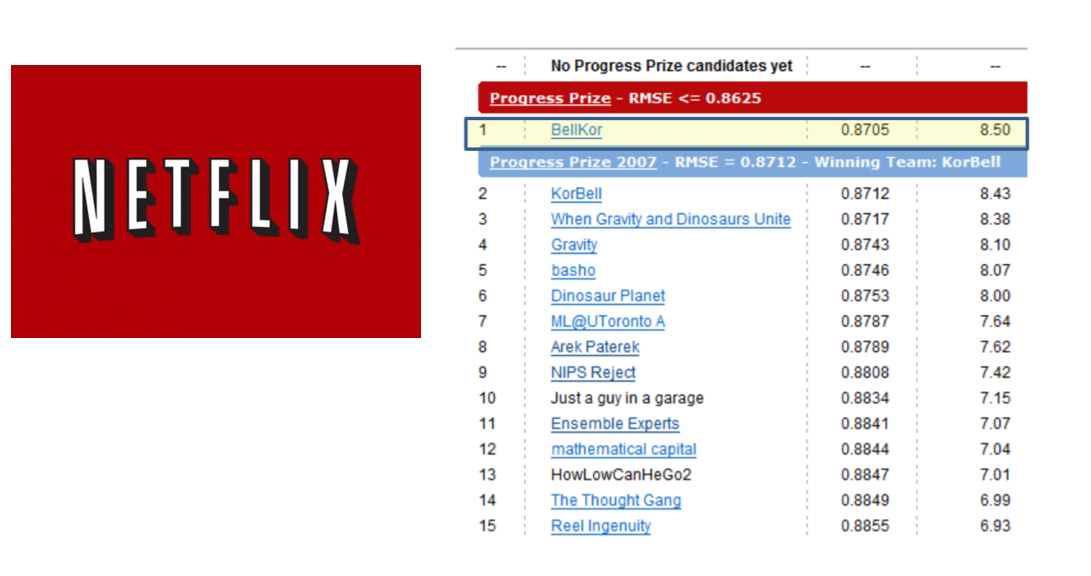 NETFLIX
-- No Progress Prize candidates yet -- --
Progress Prize - RMSE <= 0.8625
1 BellKor 0.8705 8.50
Progress Prize 2007 - RMSE = 0.8712 - Winning Team: KorBell
2 KorBell 0.8712 8.43
3 When Gravity and Dinosaurs Unite 0.8717 8.38
4 Gravity 0.8743 8.10
5 basho 0.8746 8.07
6 Dinosaur Planet 0.8753 8.00
7 ML@UToronto A 0.8787 7.64
8 Arek Paterek 0.8789 7.62
9 NIPS Reject 0.8808 7.42
10 Just a guy in a garage 0.8834 7.15
11 Ensemble Experts 0.8841 7.07
12 mathematical capital 0.8844 7.04
13 HowLowCanHeGo2 0.8847 7.01
14 The Thought Gang 0.8849 6.99
15 Reel Ingenuity 0.8855 6.93